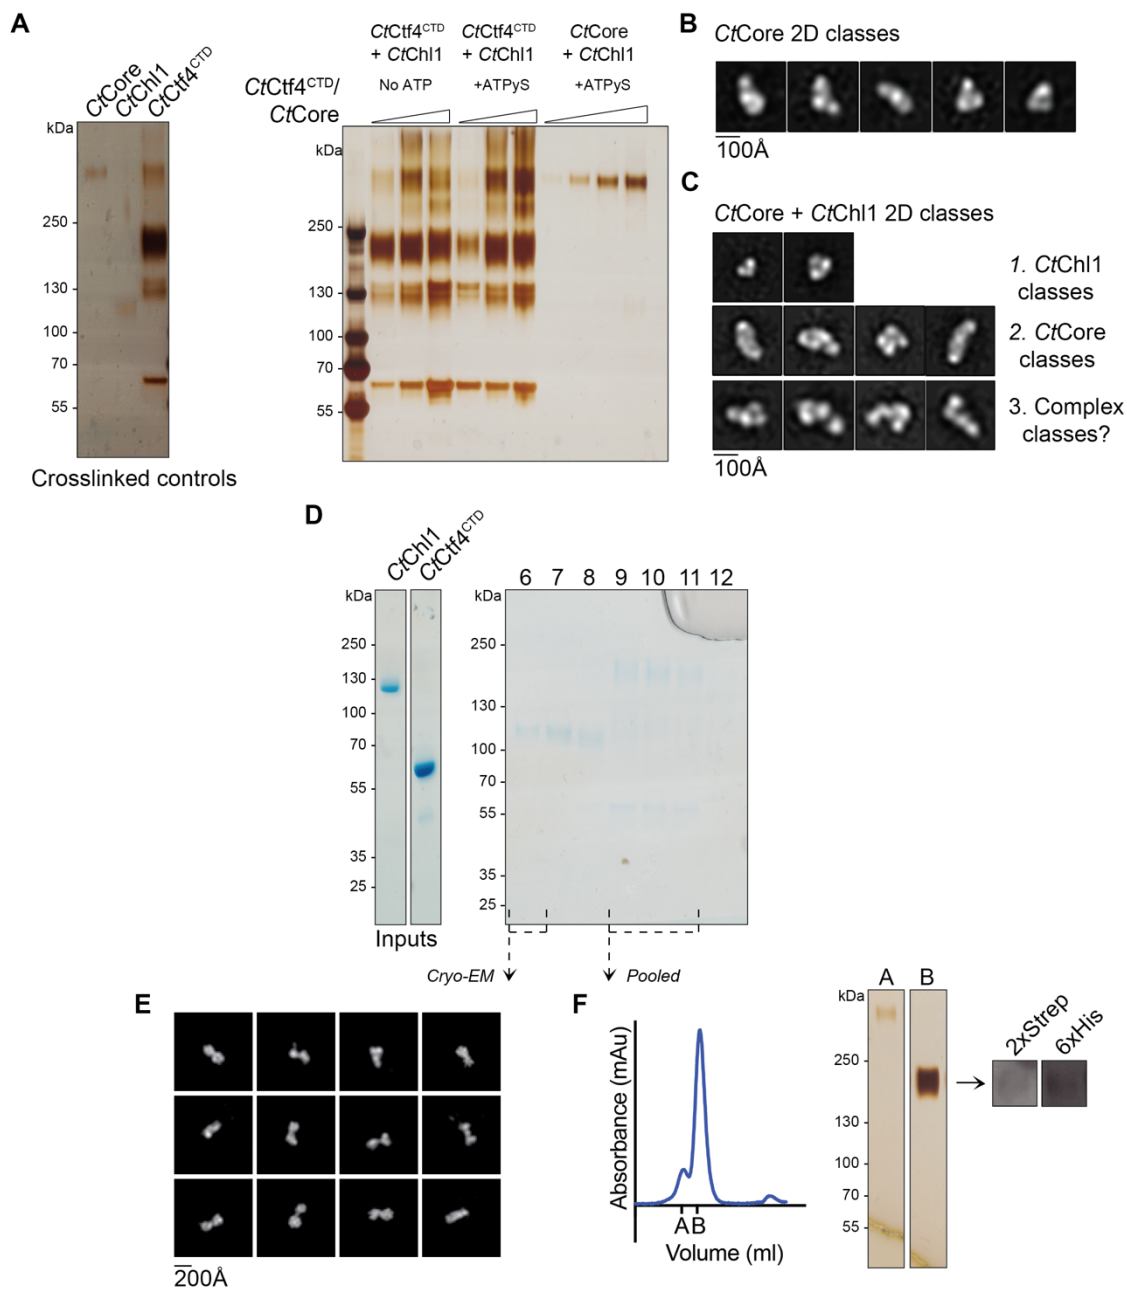 A
CtCore
CtChl1
CtCtf4CTD
kDa
250
130
100
70
55
Crosslinked controls
CtCtf4CTD CtCtf4CTD CtCore
+ CtChl1 + CtChl1 + CtChl1
CtCtf4CTD/ No ATP +ATPyS +ATPyS
CtCore
kDa
250
130
100
70
55
B
CtCore 2D classes
100Å
C
CtCore + CtChl1 2D classes
1. CtChl1
classes
2. CtCore
classes
3. Complex
classes?
100Å
D
CtChl1
CtCtf4CTD
kDa
250
130
100
70
55
35
25
Inputs
6 7 8 9 10 11 12
kDa
250
130
100
70
55
35
25
Cryo-EM
Pooled
E
200Å
F
Absorbance (mAu)
A B
Volume (ml)
A B
kDa
250
130
100
70
55
2xStrep
6xHis